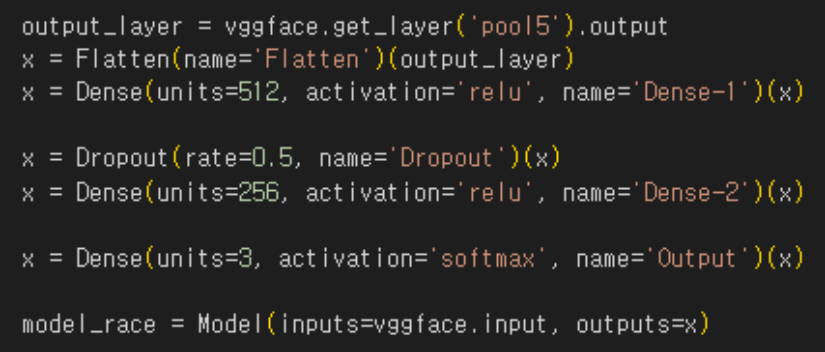 output_layer = vggface.get_layer('pool5').output
x = Flatten(name='Flatten')(output_layer)
x = Dense(units=512, activation='relu', name='Dense-1')(x)
x = Dropout(rate=0.5, name='Dropout')(x)
x = Dense(units=256, activation='relu', name='Dense-2')(x)
x = Dense(units=3, activation='softmax', name='Output')(x)
model_race = Model(inputs=vggface.input, outputs=x)